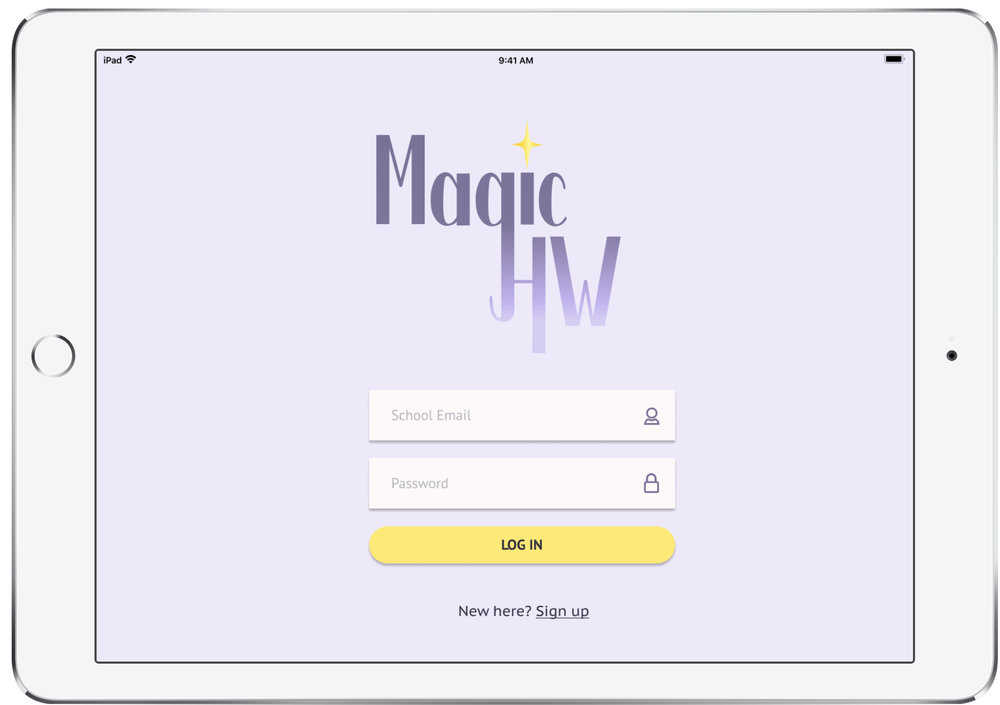 iPad
9:41 AM
Magic
HW
School Email
Password
LOG IN
New here? Sign up